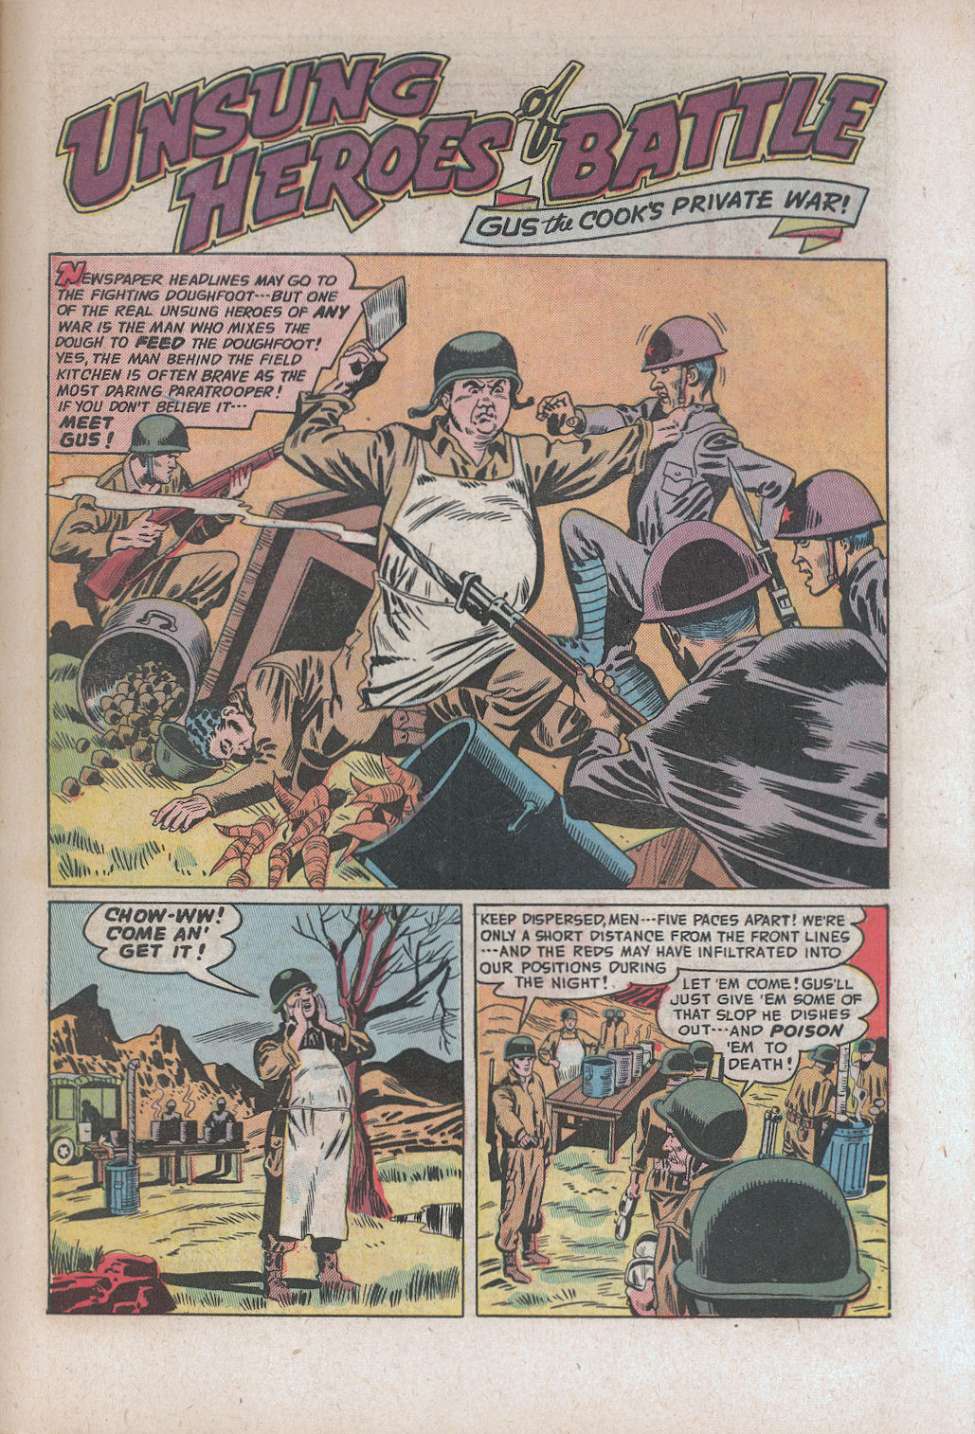 UNSUNG
HEROES of BATTLE
GUS the COOK'S PRIVATE WAR!
NEWSPAPER HEADLINES MAY GO TO
THE FIGHTING DOUGHFOOT---BUT ONE
OF THE REAL UNSUNG HEROES OF ANY
WAR IS THE MAN WHO MIXES THE
DOUGH TO FEED THE DOUGHFOOT!
YES, THE MAN BEHIND THE FIELD
KITCHEN IS OFTEN BRAVE AS THE
MOST DARING PARATROOPER!
IF YOU DON'T BELIEVE IT---
MEET
GUS!
CHOW-WW!
COME AN'
GET IT!
KEEP DISPERSED, MEN---FIVE PACES APART! WE'RE
ONLY A SHORT DISTANCE FROM THE FRONT LINES
---AND THE REDS MAY HAVE INFILTRATED INTO
OUR POSITIONS DURING
THE NIGHT!
LET 'EM COME! GUS'LL
JUST GIVE 'EM SOME OF
THAT SLOP HE DISHES
OUT---AND POISON
'EM TO
DEATH!